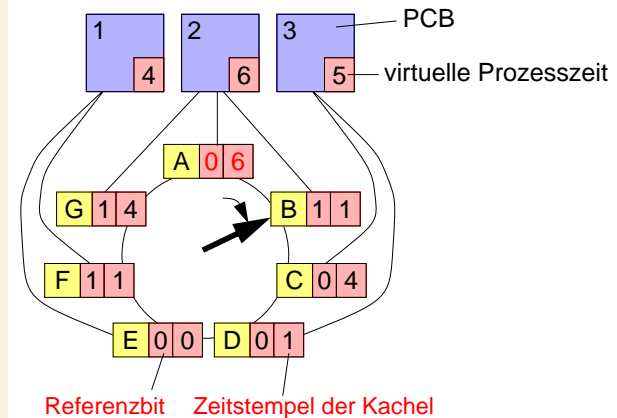 PCB
1 2 3
4 6 5
virtuelle Prozesszeit
A 0 6
G 1 4
B 1 1
F 1 1
C 0 4
E 0 0
D 0 1
Referenzbit
Zeitstempel der Kachel